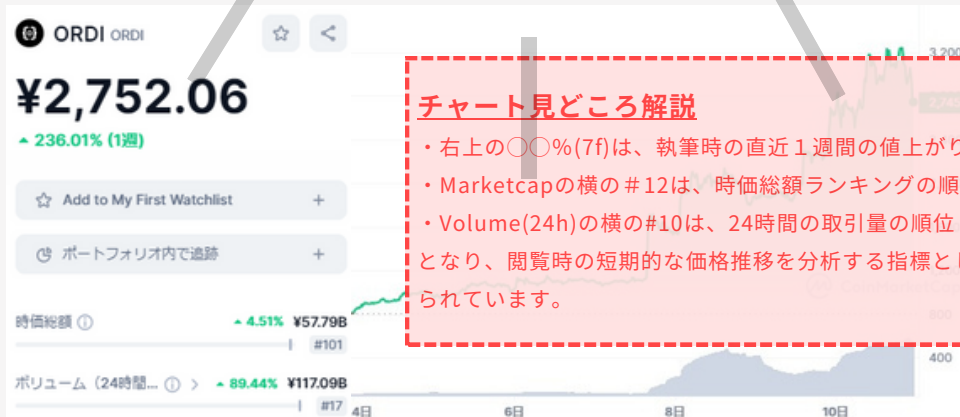 ORDI ORDI
¥2,752.06
236.01% (1週)
Add to My First Watchlist
ポートフォリオ内で追跡
時価総額
4.51% ¥57.79B
#101
ボリューム（24時間...
89.44% ¥117.09B
#17
チャート見どころ解説
・右上の〇〇%(7f)は、執筆時の直近１週間の値上がり
・Marketcapの横の＃12は、時価総額ランキングの順
・Volume(24h)の横の#10は、24時間の取引量の順位
となり、閲覧時の短期的な価格推移を分析する指標とし
られています。
3,200
600
400
4日 6日 8日 10日